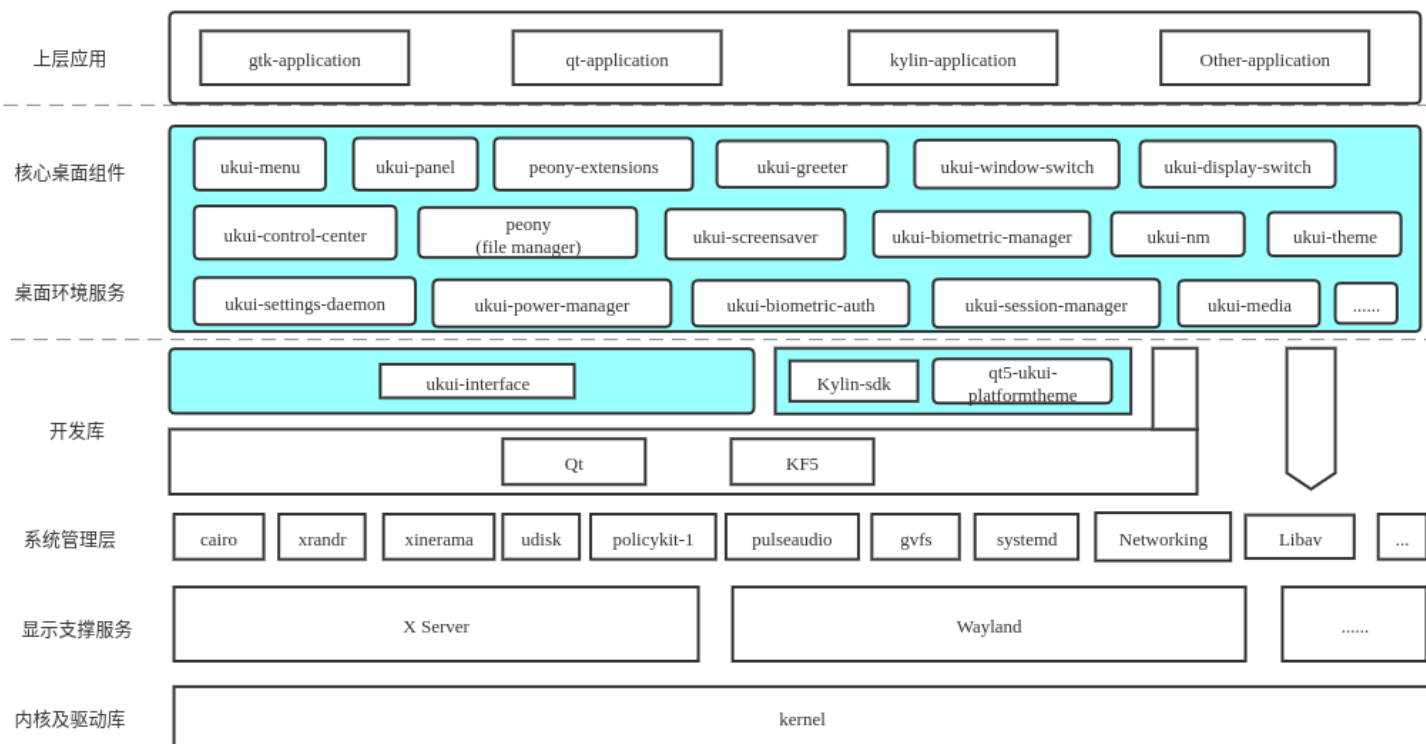 上层应用
gtk-application
qt-application
kylin-application
Other-application
核心桌面组件
ukui-menu
ukui-panel
peony-extensions
ukui-greeter
ukui-window-switch
ukui-display-switch
ukui-control-center
peony
(file manager)
ukui-screensaver
ukui-biometric-manager
ukui-nm
ukui-theme
桌面环境服务
ukui-settings-daemon
ukui-power-manager
ukui-biometric-auth
ukui-session-manager
ukui-media
......
开发库
ukui-interface
Kylin-sdk
qt5-ukui-
platformtheme
Qt
KF5
系统管理层
cairo
xrandr
xinerama
udisk
policykit-1
pulseaudio
gvfs
systemd
Networking
Libav
...
显示支撑服务
X Server
Wayland
......
内核及驱动库
kernel